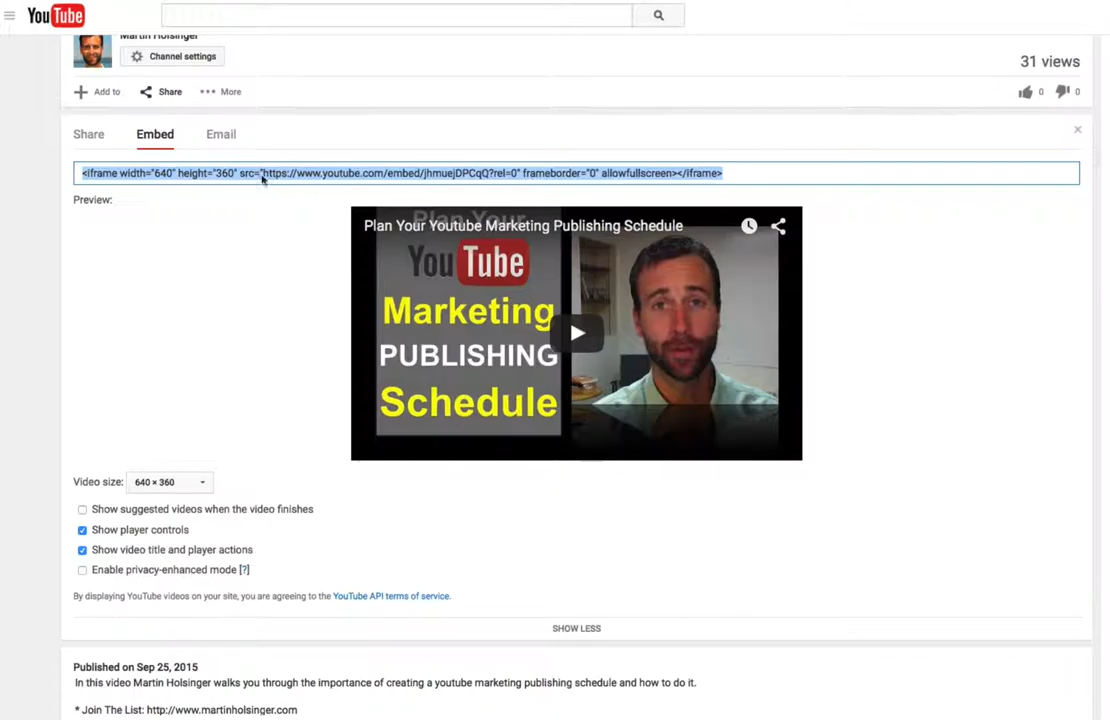 YouTube
Martin Holsinger
Channel settings
31 views
Add to
Share
More
0
0
Share
Embed
Email
<iframe width="640" height="360" src="https://www.youtube.com/embed/jhmuejDPCqQ?rel=0" frameborder="0" allowfullscreen></iframe>
Preview:
Plan Your
Plan Your Youtube Marketing Publishing Schedule
YouTube
Marketing
PUBLISHING
Schedule
Video size:
640 × 360
Show suggested videos when the video finishes
Show player controls
Show video title and player actions
Enable privacy-enhanced mode [?]
By displaying YouTube videos on your site, you are agreeing to the YouTube API terms of service.
SHOW LESS
Published on Sep 25, 2015
In this video Martin Holsinger walks you through the importance of creating a youtube marketing publishing schedule and how to do it.
* Join The List: http://www.martinholsinger.com